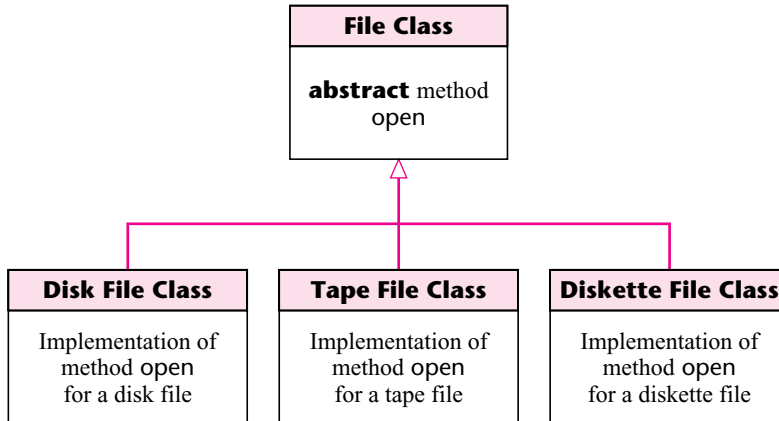 File Class
abstract method
open
Disk File Class
Implementation of
method open
for a disk file
Tape File Class
Implementation of
method open
for a tape file
Diskette File Class
Implementation of
method open
for a diskette file